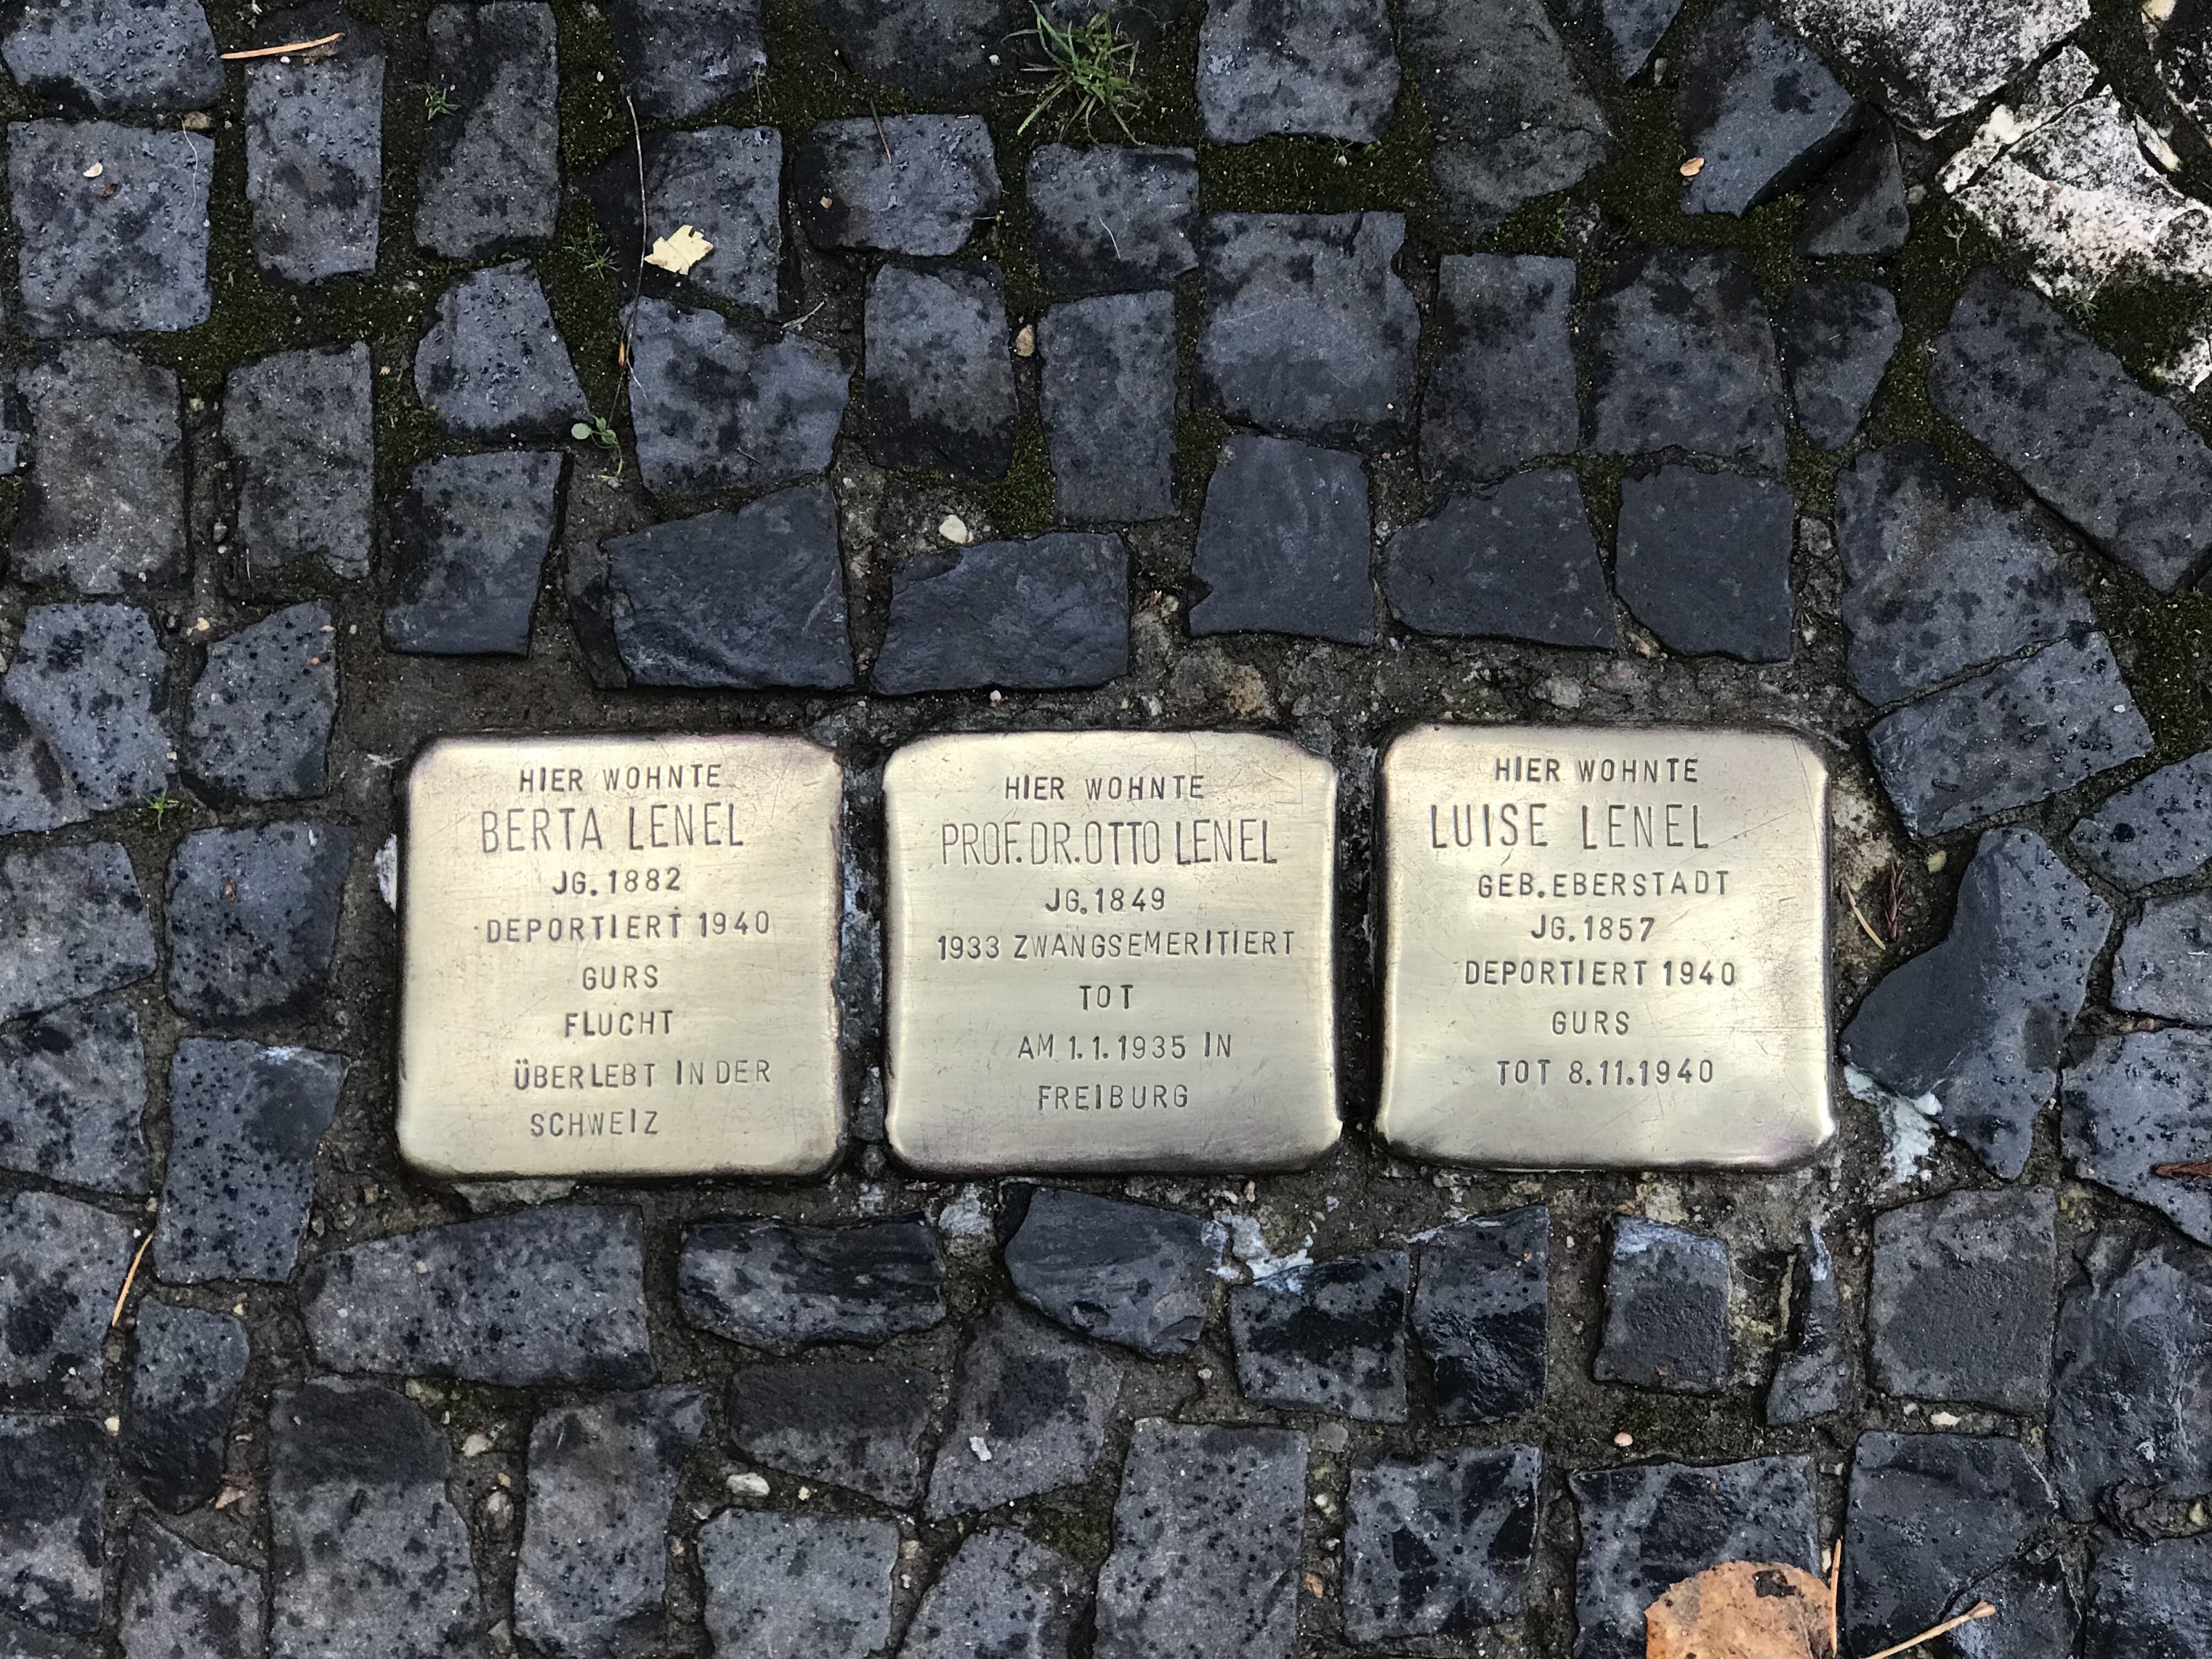 HIER WOHNTE
BERTA LENEL
JG. 1882
DEPORTIERT 1940
GURS
FLUCHT
ÜBERLEBT IN DER
SCHWEIZ
HIER WOHNTE
PROF. DR. OTTO LENEL
JG. 1849
1933 ZWANGSEMERITIERT
TOT
AM 1.1.1935 IN
FREIBURG
HIER WOHNTE
LUISE LENEL
GEB. EBERSTADT
JG. 1857
DEPORTIERT 1940
GURS
TOT 8.11.1940